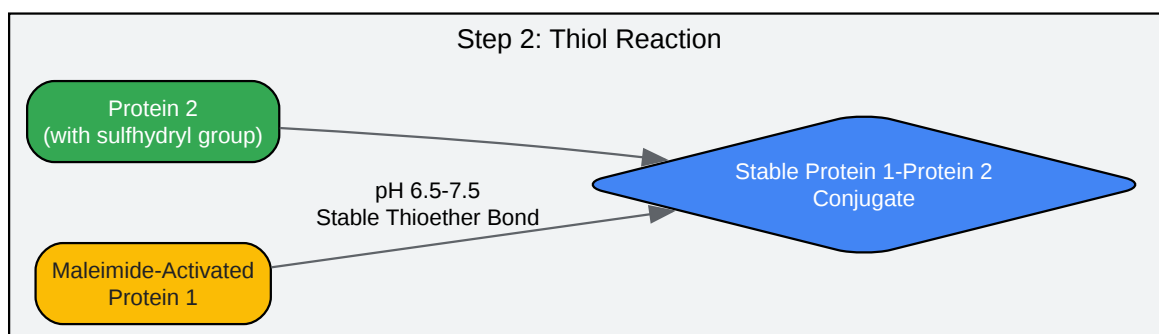 Step 2: Thiol Reaction
Protein 2
(with sulfhydryl group)
Stable Protein 1-Protein 2
Conjugate
pH 6.5-7.5
Stable Thioether Bond
Maleimide-Activated
Protein 1